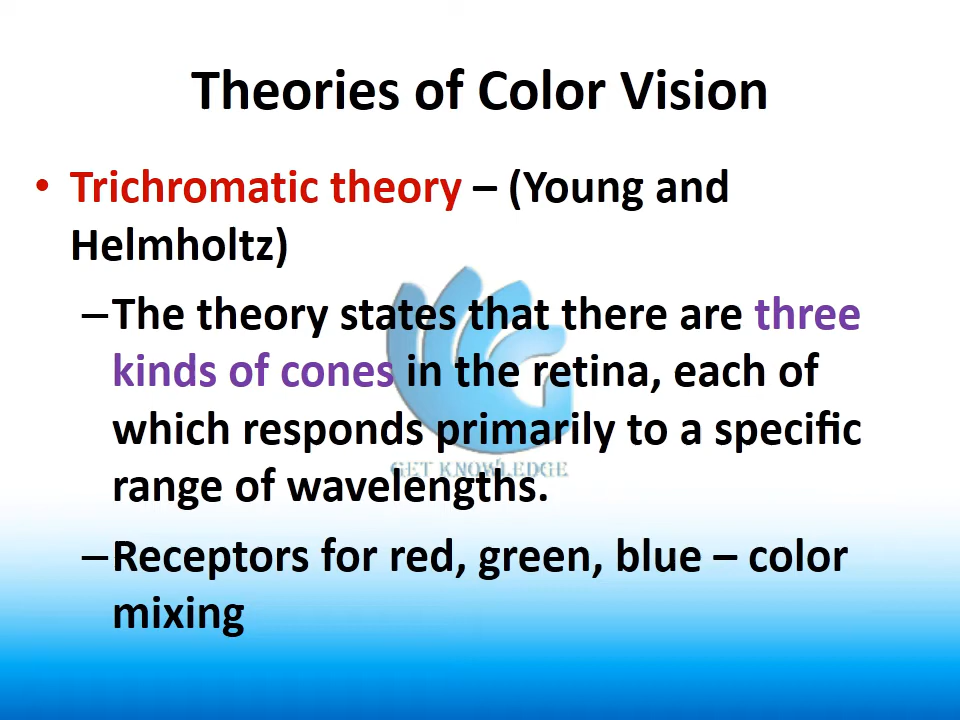 Theories of Color Vision
• Trichromatic theory – (Young and
Helmholtz)
–The theory states that there are three
kinds of cones in the retina, each of
which responds primarily to a specific
GET KNOWLEDGE
range of wavelengths.
–Receptors for red, green, blue – color
mixing